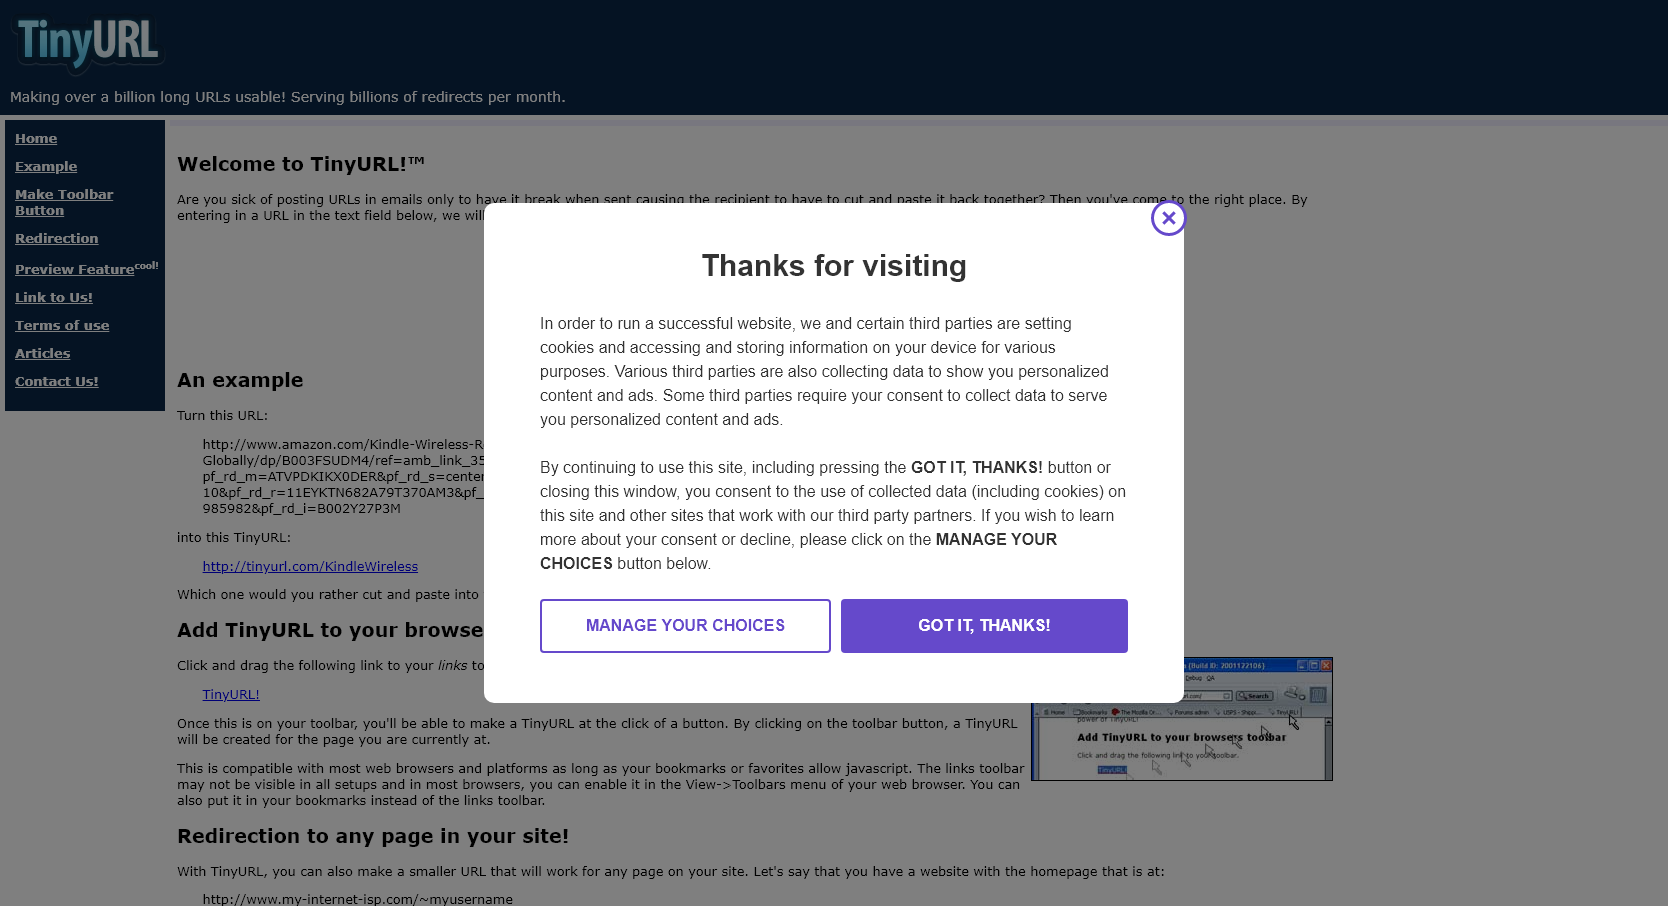 TinyURL
Making over a billion long URLs usable! Serving billions of redirects per month.
Home
Example
Make Toolbar
Button
Redirection
Preview Feature cool!
Link to Us!
Terms of use
Articles
Contact Us!
Welcome to TinyURL!™
Are you sick of posting URLs in emails only to have it break when sent causing the recipient to have to cut and paste it back together? Then you've come to the right place. By
entering in a URL in the text field below, we will
Thanks for visiting
In order to run a successful website, we and certain third parties are setting
cookies and accessing and storing information on your device for various
purposes. Various third parties are also collecting data to show you personalized
content and ads. Some third parties require your consent to collect data to serve
you personalized content and ads.
By continuing to use this site, including pressing the GOT IT, THANKS! button or
closing this window, you consent to the use of collected data (including cookies) on
this site and other sites that work with our third party partners. If you wish to learn
more about your consent or decline, please click on the MANAGE YOUR
CHOICES button below.
MANAGE YOUR CHOICES
GOT IT, THANKS!
An example
Turn this URL:
http://www.amazon.com/Kindle-Wireless-R
Globally/dp/B003FSUDM4/ref=amb_link_35
pf_rd_m=ATVPDKIKX0DER&pf_rd_s=center
10&pf_rd_r=11EYKTN682A79T370AM3&pf_
985982&pf_rd_i=B002Y27P3M
into this TinyURL:
http://tinyurl.com/KindleWireless
Which one would you rather cut and paste into
Add TinyURL to your browse
Click and drag the following link to your links to
TinyURL!
Once this is on your toolbar, you'll be able to make a TinyURL at the click of a button. By clicking on the toolbar button, a TinyURL
will be created for the page you are currently at.
This is compatible with most web browsers and platforms as long as your bookmarks or favorites allow javascript. The links toolbar
may not be visible in all setups and in most browsers, you can enable it in the View->Toolbars menu of your web browser. You can
also put it in your bookmarks instead of the links toolbar.
(Build ID: 2001122106)
Debug QA
Search
Home Bookmarks The Mozilla Or... Forums admin USPS - Shippi... TinyURL!
power of TinyURL!
Add TinyURL to your browsers toolbar
Click and drag the following link to your toolbar.
TinyURL!
Redirection to any page in your site!
With TinyURL, you can also make a smaller URL that will work for any page on your site. Let's say that you have a website with the homepage that is at:
http://www.my-internet-isp.com/~myusername